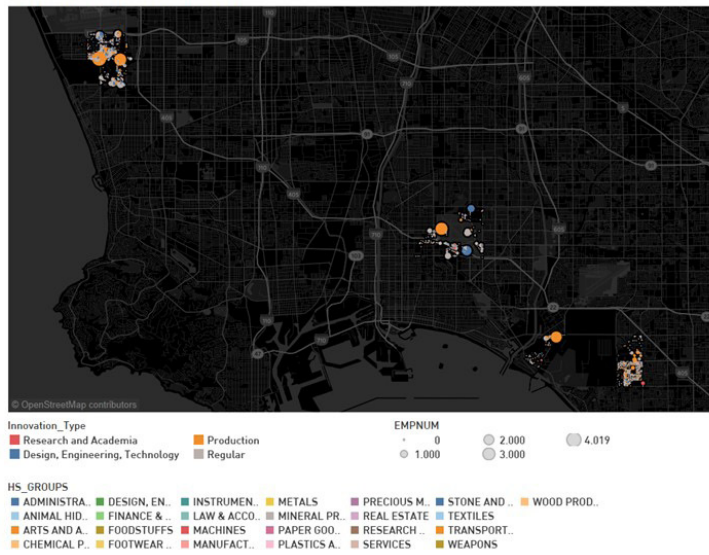 © OpenStreetMap contributors
Innovation_Type
Research and Academia
Production
Design, Engineering, Technology
Regular
EMPNUM
0
2.000
4.019
1.000
3.000
HS_GROUPS
ADMINISTRA.. DESIGN, EN.. INSTRUMEN.. METALS PRECIOUS M.. STONE AND .. WOOD PROD..
ANIMAL HID.. FINANCE & .. LAW & ACCO.. MINERAL PR.. REAL ESTATE TEXTILES
ARTS AND A.. FOODSTUFFS MACHINES PAPER GOO.. RESEARCH .. TRANSPORT..
CHEMICAL P.. FOOTWEAR .. MANUFACT.. PLASTICS A.. SERVICES WEAPONS